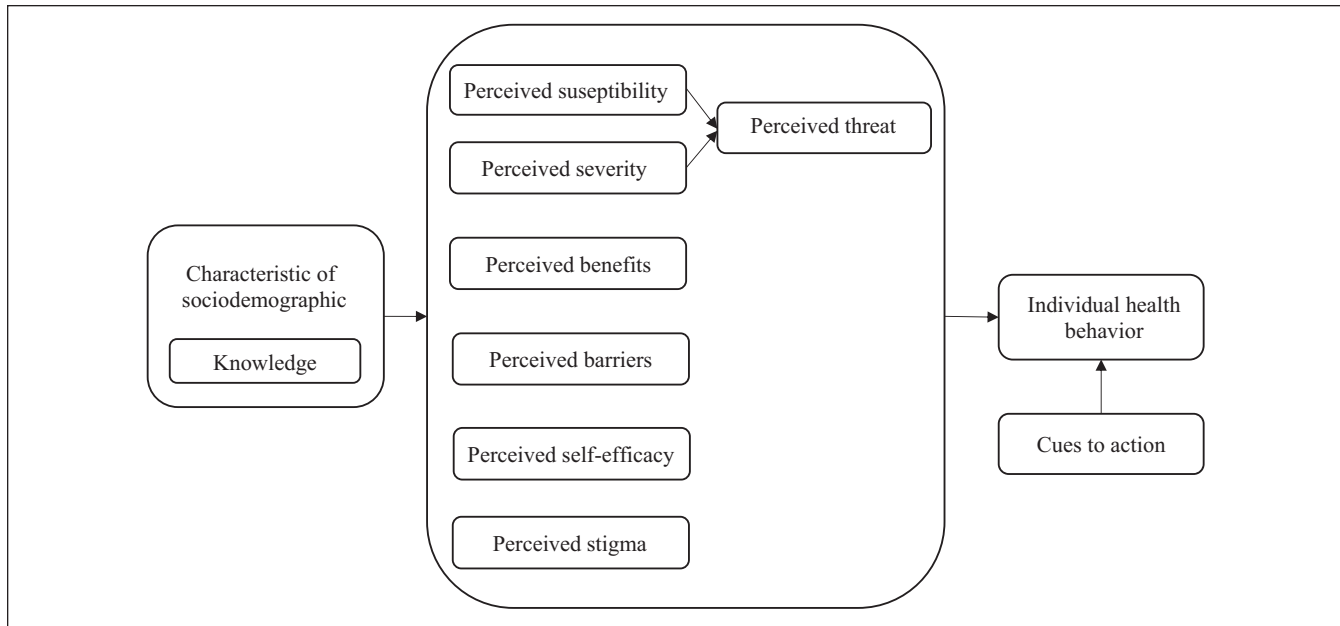 Perceived suseptibility
Perceived threat
Perceived severity
Characteristic of
sociodemographic
Knowledge
Perceived benefits
Perceived barriers
Perceived self-efficacy
Perceived stigma
Individual health
behavior
Cues to action